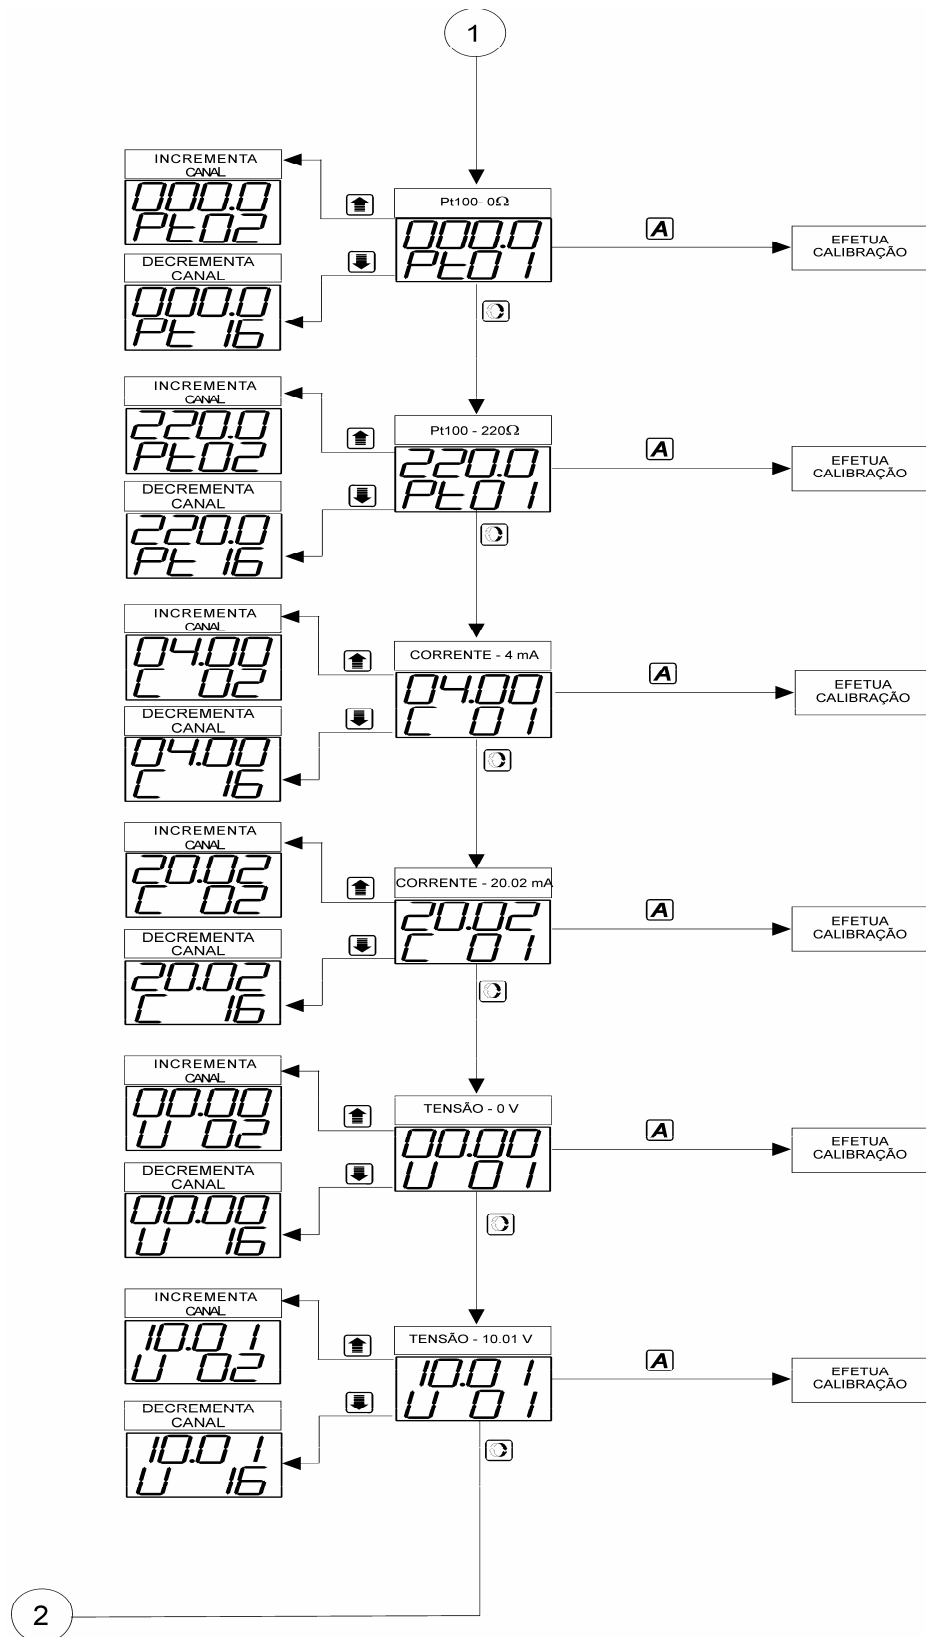 1
INCREMENTA
CANAL
000.0
Pt02
DECREMENTA
CANAL
000.0
Pt 16
Pt100- 0Ω
000.0
Pt01
A
EFETUA
CALIBRAÇÃO
INCREMENTA
CANAL
220.0
Pt02
DECREMENTA
CANAL
220.0
Pt 16
Pt100 - 220Ω
220.0
Pt01
A
EFETUA
CALIBRAÇÃO
INCREMENTA
CANAL
04.00
C 02
DECREMENTA
CANAL
04.00
C 16
CORRENTE - 4 mA
04.00
C 01
A
EFETUA
CALIBRAÇÃO
INCREMENTA
CANAL
20.02
C 02
DECREMENTA
CANAL
20.02
C 16
CORRENTE - 20.02 mA
20.02
C 01
A
EFETUA
CALIBRAÇÃO
INCREMENTA
CANAL
00.00
U 02
DECREMENTA
CANAL
00.00
U 16
TENSÃO - 0 V
00.00
U 01
A
EFETUA
CALIBRAÇÃO
INCREMENTA
CANAL
10.01
U 02
DECREMENTA
CANAL
10.01
U 16
TENSÃO - 10.01 V
10.01
U 01
A
EFETUA
CALIBRAÇÃO
2